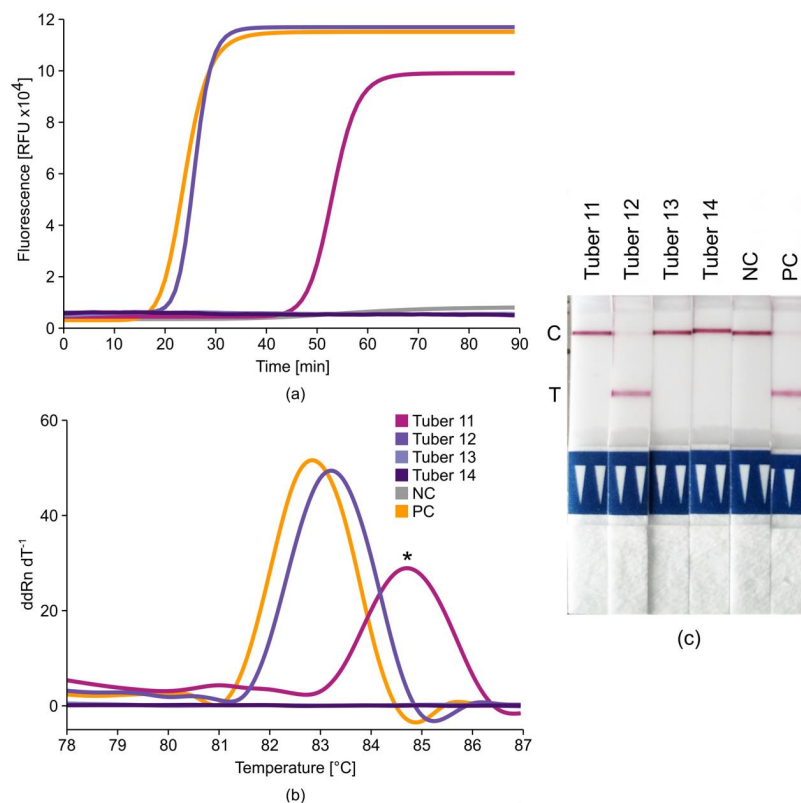 12
10
8
6
4
2
0
Fluorescence [RFU x10⁴]
0 10 20 30 40 50 60 70 80 90
Time [min]
(a)
60
40
20
0
ddRn dT⁻¹
Tuber 11
Tuber 12
Tuber 13
Tuber 14
NC
PC
*
78 79 80 81 82 83 84 85 86 87
Temperature [°C]
(b)
Tuber 11
Tuber 12
Tuber 13
Tuber 14
NC
PC
C
T
(c)